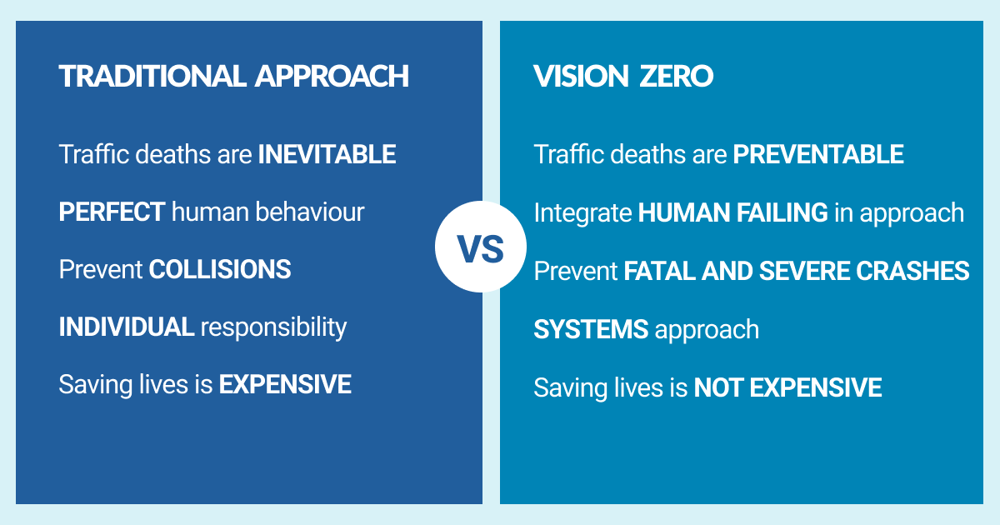 TRADITIONAL APPROACH
Traffic deaths are INEVITABLE
PERFECT human behaviour
Prevent COLLISIONS
INDIVIDUAL responsibility
Saving lives is EXPENSIVE
VS
VISION ZERO
Traffic deaths are PREVENTABLE
Integrate HUMAN FAILING in approach
Prevent FATAL AND SEVERE CRASHES
SYSTEMS approach
Saving lives is NOT EXPENSIVE